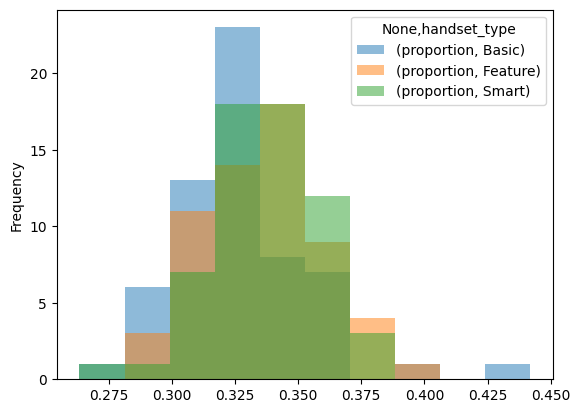 None,handset_type
(proportion, Basic)
(proportion, Feature)
(proportion, Smart)
Frequency
20
15
10
5
0
0.275 0.300 0.325 0.350 0.375 0.400 0.425 0.450